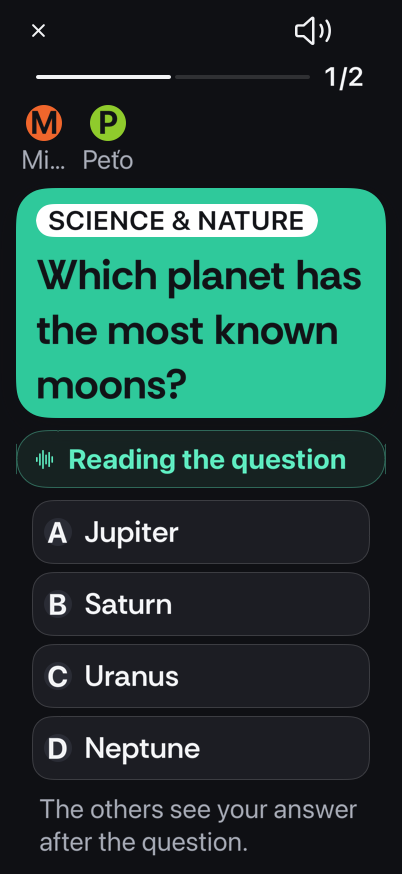 1/2
M P
Mi... Peťo
SCIENCE & NATURE
Which planet has
the most known
moons?
Reading the question
A Jupiter
B Saturn
C Uranus
D Neptune
The others see your answer
after the question.